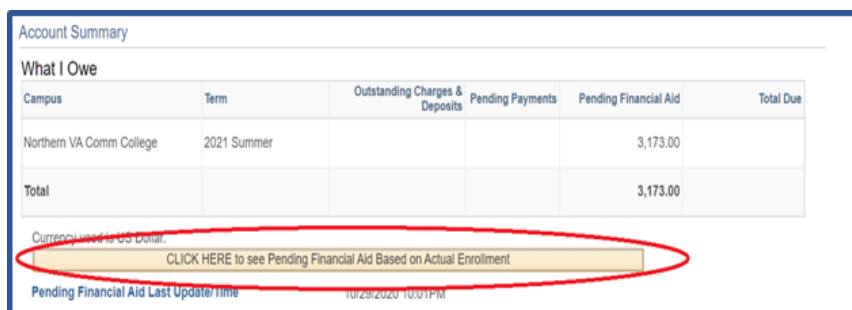 Account Summary
What I Owe
Campus Term Outstanding Charges & Deposits Pending Payments Pending Financial Aid Total Due
Northern VA Comm College 2021 Summer 3,173.00
Total 3,173.00
Currency used is US Dollar.
CLICK HERE to see Pending Financial Aid Based on Actual Enrollment
Pending Financial Aid Last Update/Time 10/29/2020 10:01PM